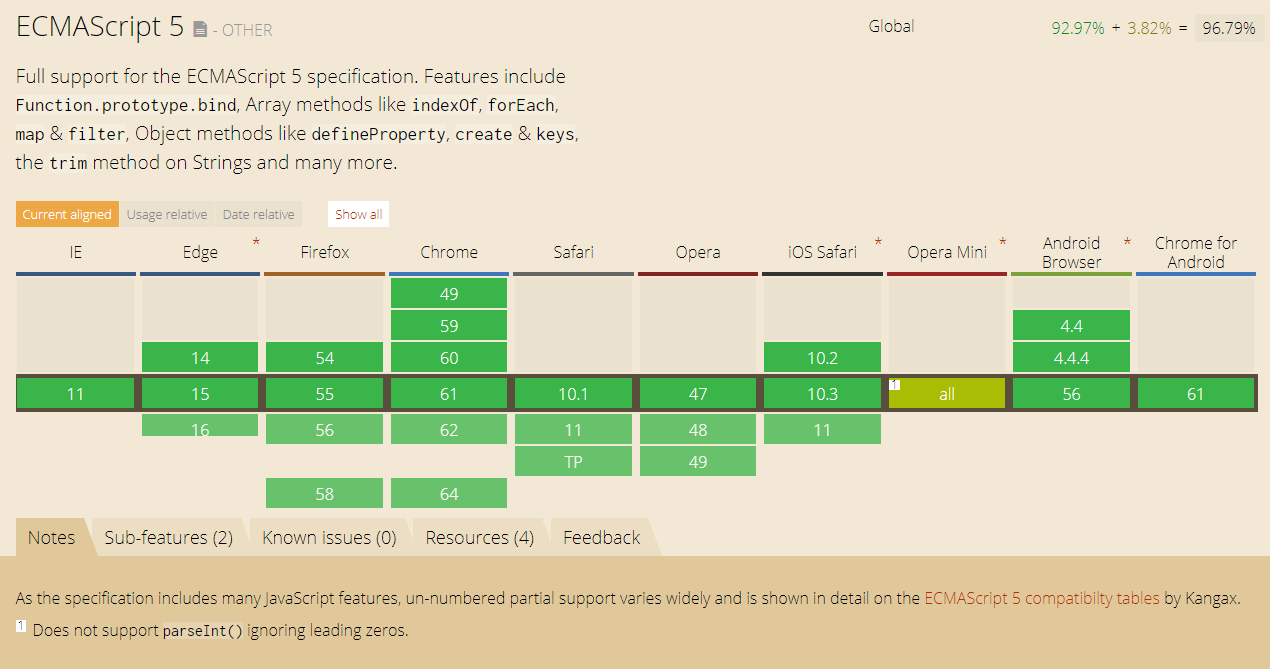 ECMAScript 5 - OTHER
Global 92.97% + 3.82% = 96.79%
Full support for the ECMAScript 5 specification. Features include
Function.prototype.bind, Array methods like indexOf, forEach,
map & filter, Object methods like defineProperty, create & keys,
the trim method on Strings and many more.
Current aligned Usage relative Date relative Show all
IE Edge * Firefox Chrome Safari Opera iOS Safari * Opera Mini * Android Browser * Chrome for Android
49
59 4.4
14 54 60 10.2 4.4.4
11 15 55 61 10.1 47 10.3 1 all 56 61
16 56 62 11 48 11
TP 49
58 64
Notes Sub-features (2) Known issues (0) Resources (4) Feedback
As the specification includes many JavaScript features, un-numbered partial support varies widely and is shown in detail on the ECMAScript 5 compatibilty tables by Kangax.
1 Does not support parseInt() ignoring leading zeros.